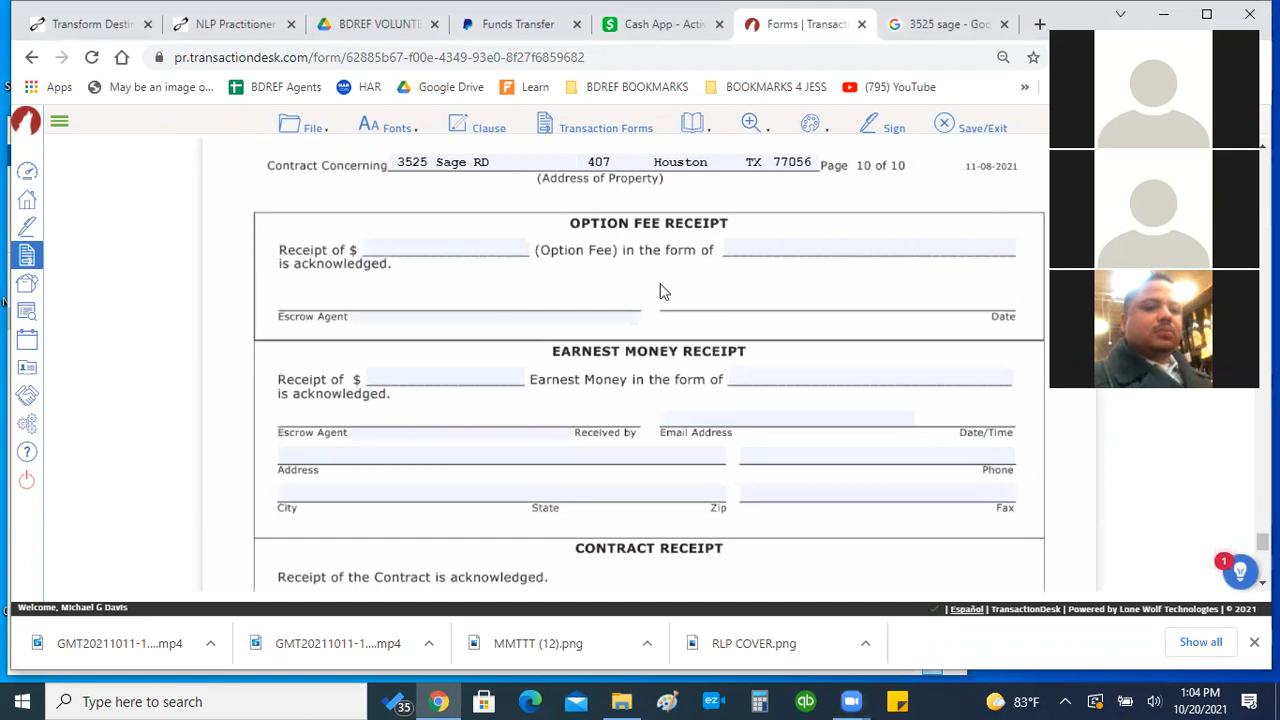 Transform Desti
NLP Practitioner
BDREF VOLUNTE
Funds Transfer
Cash App - Activ
Forms | Transact
3525 sage - Goo
pr.transactiondesk.com/form/62885b67-f00e-4349-93e0-8f27f6859682
Apps
May be an image o...
BDREF Agents
HAR
Google Drive
Learn
BDREF BOOKMARKS
BOOKMARKS 4 JESS
(795) YouTube
File
Fonts
Clause
Transaction Forms
Sign
Save/Exit
Contract Concerning 3525 Sage RD 407 Houston TX 77056 Page 10 of 10 11-08-2021
(Address of Property)
OPTION FEE RECEIPT
Receipt of $ (Option Fee) in the form of
is acknowledged.
Escrow Agent Date
EARNEST MONEY RECEIPT
Receipt of $ Earnest Money in the form of
is acknowledged.
Escrow Agent Received by Email Address Date/Time
Address Phone
City State Zip Fax
CONTRACT RECEIPT
Receipt of the Contract is acknowledged.
1
Welcome, Michael G Davis
| Español | TransactionDesk | Powered by Lone Wolf Technologies | © 2021
GMT20211011-1....mp4
GMT20211011-1....mp4
MMTTT (12).png
RLP COVER.png
Show all
Type here to search
35
ez
qb
83°F
1:04 PM
10/20/2021